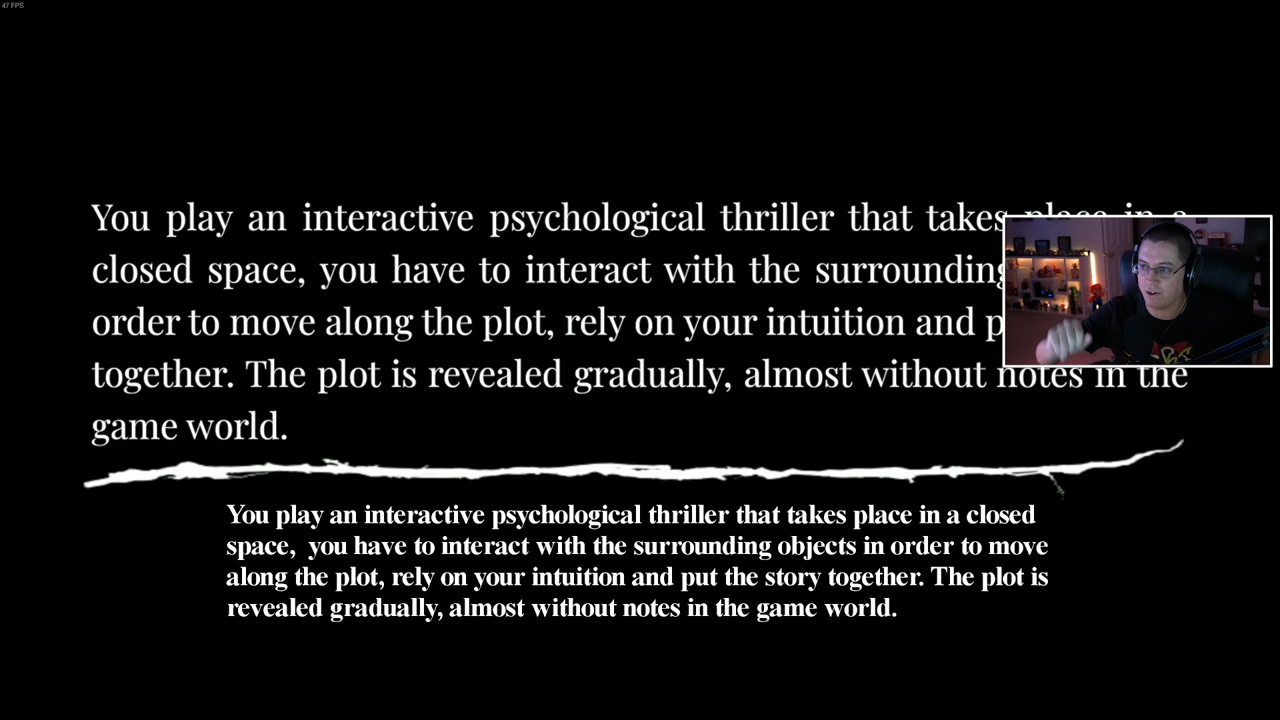 47 FPS
You play an interactive psychological thriller that takes place in a
closed space, you have to interact with the surrounding
order to move along the plot, rely on your intuition and
together. The plot is revealed gradually, almost without notes in the
game world.
You play an interactive psychological thriller that takes place in a closed
space,  you have to interact with the surrounding objects in order to move
along the plot, rely on your intuition and put the story together. The plot is
revealed gradually, almost without notes in the game world.